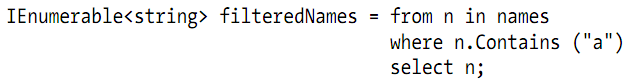 IEnumerable<string> filteredNames = from n in names
where n.Contains ("a")
select n;